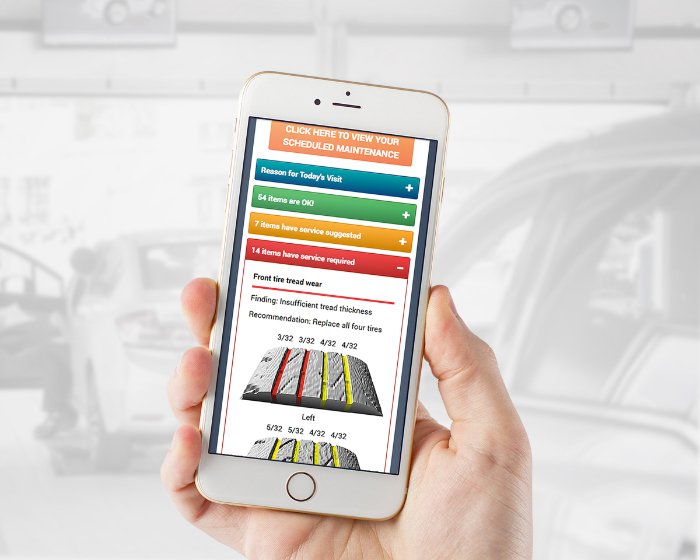 CLICK HERE TO VIEW YOUR
SCHEDULED MAINTENANCE
Reason for Today's Visit
54 items are OK!
7 items have service suggested
14 items have service required
Front tire tread wear
Finding: Insufficient tread thickness
Recommendation: Replace all four tires
3/32 3/32 4/32 4/32
Left
5/32 5/32 4/32 4/32